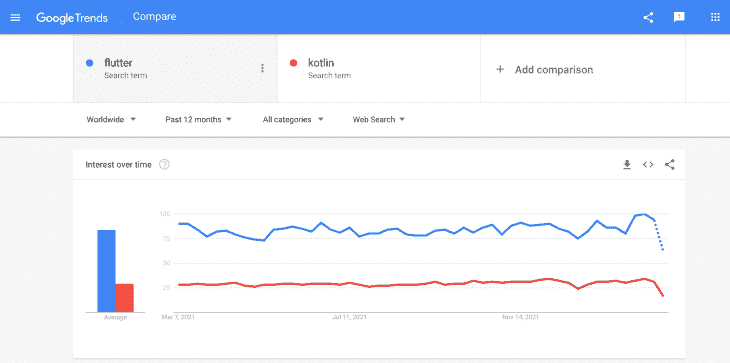 Google Trends Compare
flutter
Search term
kotlin
Search term
+ Add comparison
Worldwide
Past 12 months
All categories
Web Search
Interest over time
100
75
50
25
Average
Mar 7, 2021
Jul 11, 2021
Nov 14, 2021